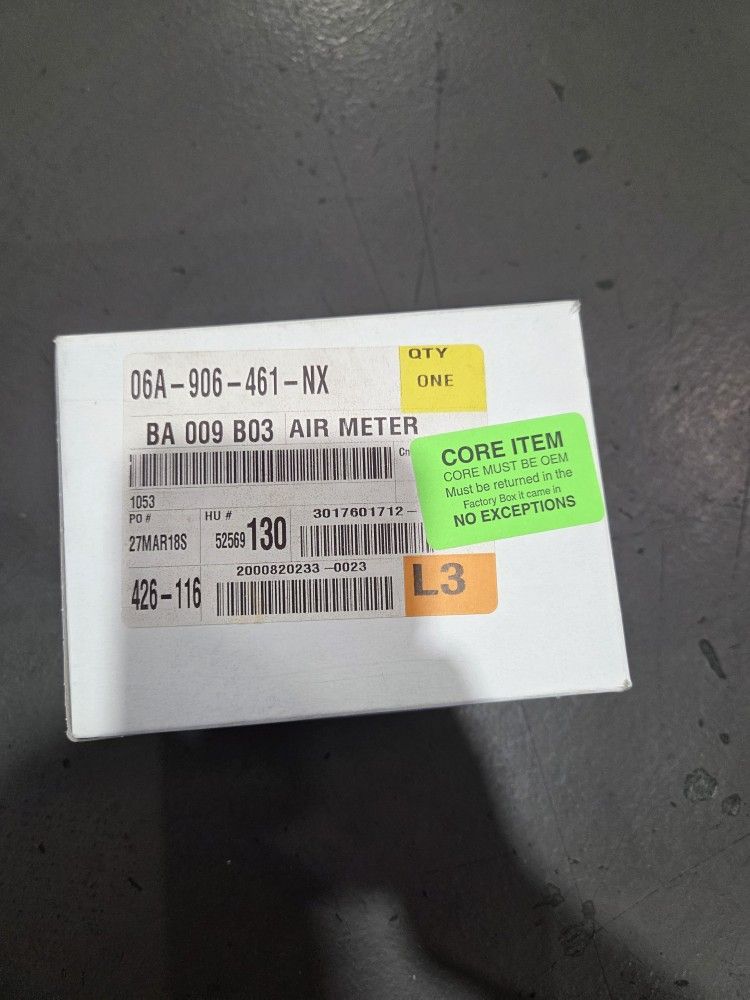 06A-906-461-NX
QTY
ONE
BA 009 B03 AIR METER
1053
PO #
27MAR18S
HU #
52569 130
3017601712-
426-116
2000820233-0023
L3
CORE ITEM
CORE MUST BE OEM
Must be returned in the
Factory Box it came in
NO EXCEPTIONS